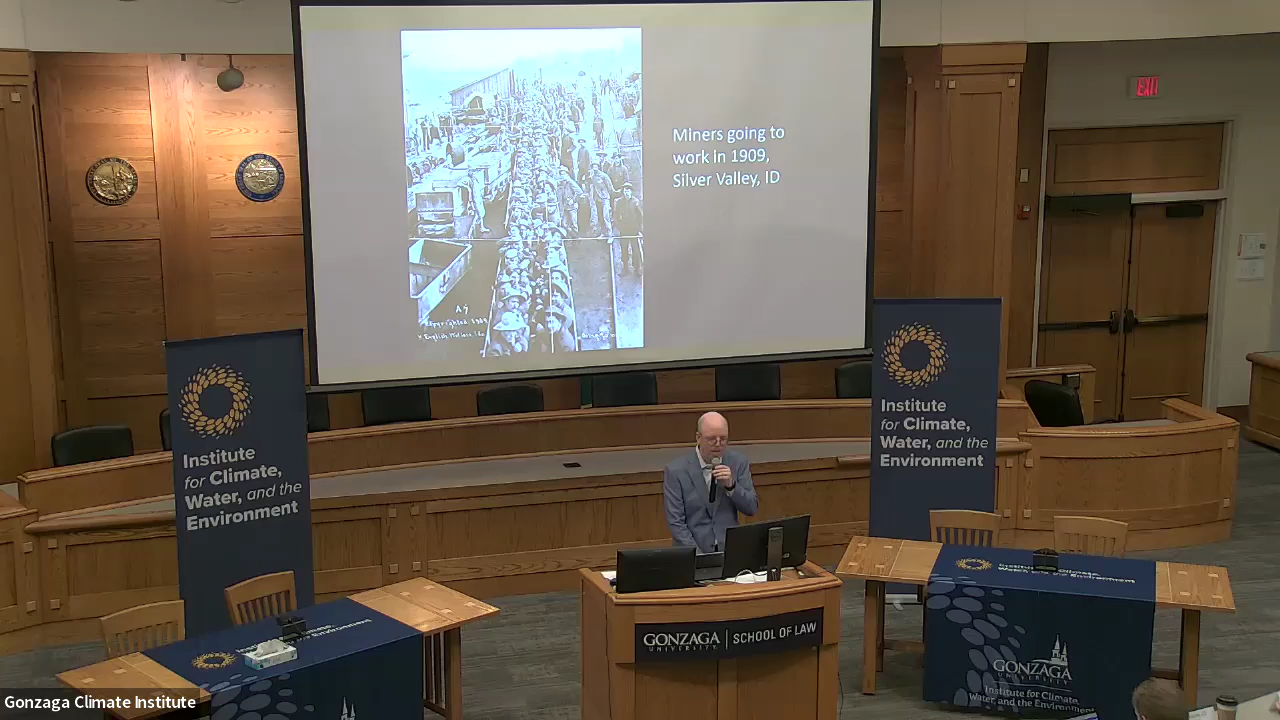 Miners going to
work in 1909,
Silver Valley, ID
EXIT
Institute
for Climate,
Water, and the
Environment
Institute
for Climate,
Water, and the
Environment
GONZAGA
UNIVERSITY
SCHOOL OF LAW
GONZAGA
UNIVERSITY
Institute for Climate,
Water, and the Environment
Gonzaga Climate Institute